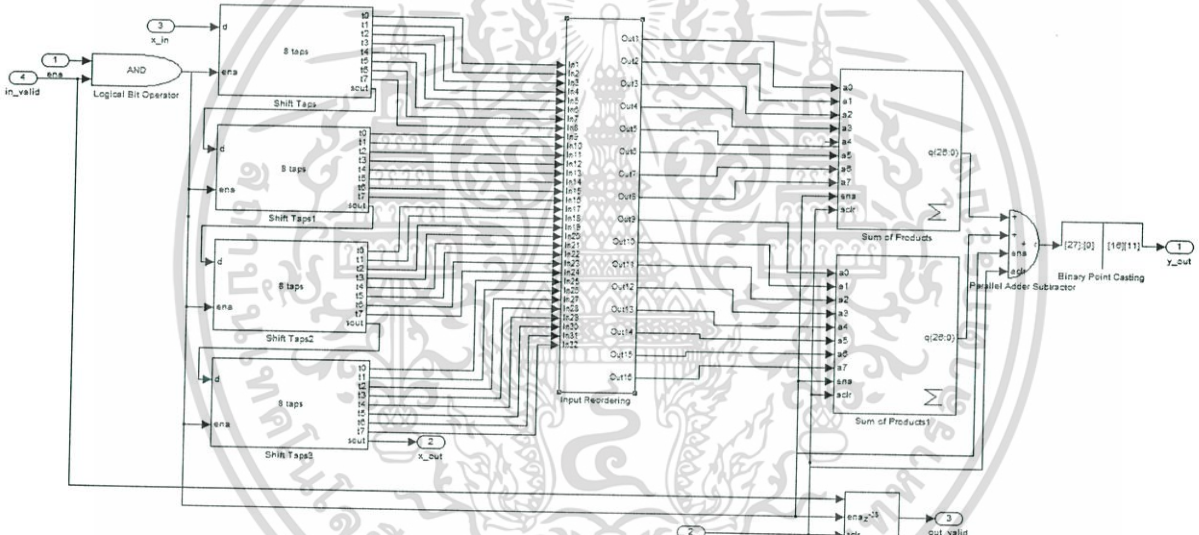 3
x_in
1
ena
4
in_valid
AND
Logical Bit Operator
d
ena
8 taps
t0
t1
t2
t3
t4
t5
t6
t7
sout
Shift Taps
d
ena
8 taps
t0
t1
t2
t3
t4
t5
t6
t7
sout
Shift Taps1
d
ena
8 taps
t0
t1
t2
t3
t4
t5
t6
t7
sout
Shift Taps2
d
ena
8 taps
t0
t1
t2
t3
t4
t5
t6
t7
sout
Shift Taps3
2
x_out
In1
In2
In3
In4
In5
In6
In7
In8
In9
In10
In11
In12
In13
In14
In15
In16
In17
In18
In19
In20
In21
In22
In23
In24
In25
In26
In27
In28
In29
In30
In31
In32
Out1
Out2
Out3
Out4
Out5
Out6
Out7
Out8
Out9
Out10
Out11
Out12
Out13
Out14
Out15
Out16
Input Reordering
a0
a1
a2
a3
a4
a5
a6
a7
ena
aclr
q(26:0)
Σ
Sum of Products
a0
a1
a2
a3
a4
a5
a6
a7
ena
aclr
q(26:0)
Σ
Sum of Products1
+
+
ena
aclr
+ r
Parallel Adder Subtractor
[27]:[0]
[16][11]
Binary Point Casting
1
y_out
2
ena
3
out_valid